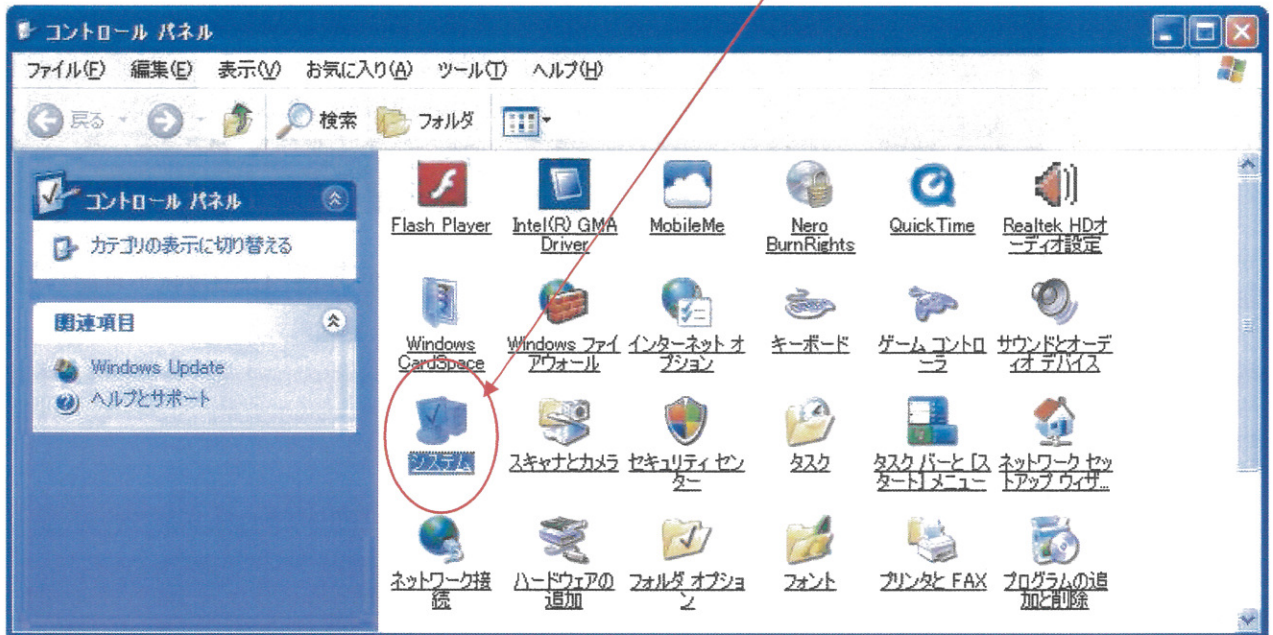 コントロール パネル
ファイル(F) 編集(E) 表示(V) お気に入り(A) ツール(T) ヘルプ(H)
戻る 検索 フォルダ
コントロール パネル
カテゴリの表示に切り替える
関連項目
Windows Update
ヘルプとサポート
Flash Player Intel(R) GMA MobileMe Nero QuickTime Realtek HDオ
Driver BurnRights ーディオ設定
Windows Windows ファイ インターネット オ キーボード ゲーム コントロ サウンドとオーデ
CardSpace アウォール プション ーラ ィオ デバイス
システム スキャナとカメラ セキュリティ セン タスク タスク バーと [ス ネットワーク セッ
ター タート] メニュー トアップ ウィザ...
ネットワーク接 ハードウェアの フォルダ オプショ フォント プリンタと FAX プログラムの追
続 追加 ン 加と削除